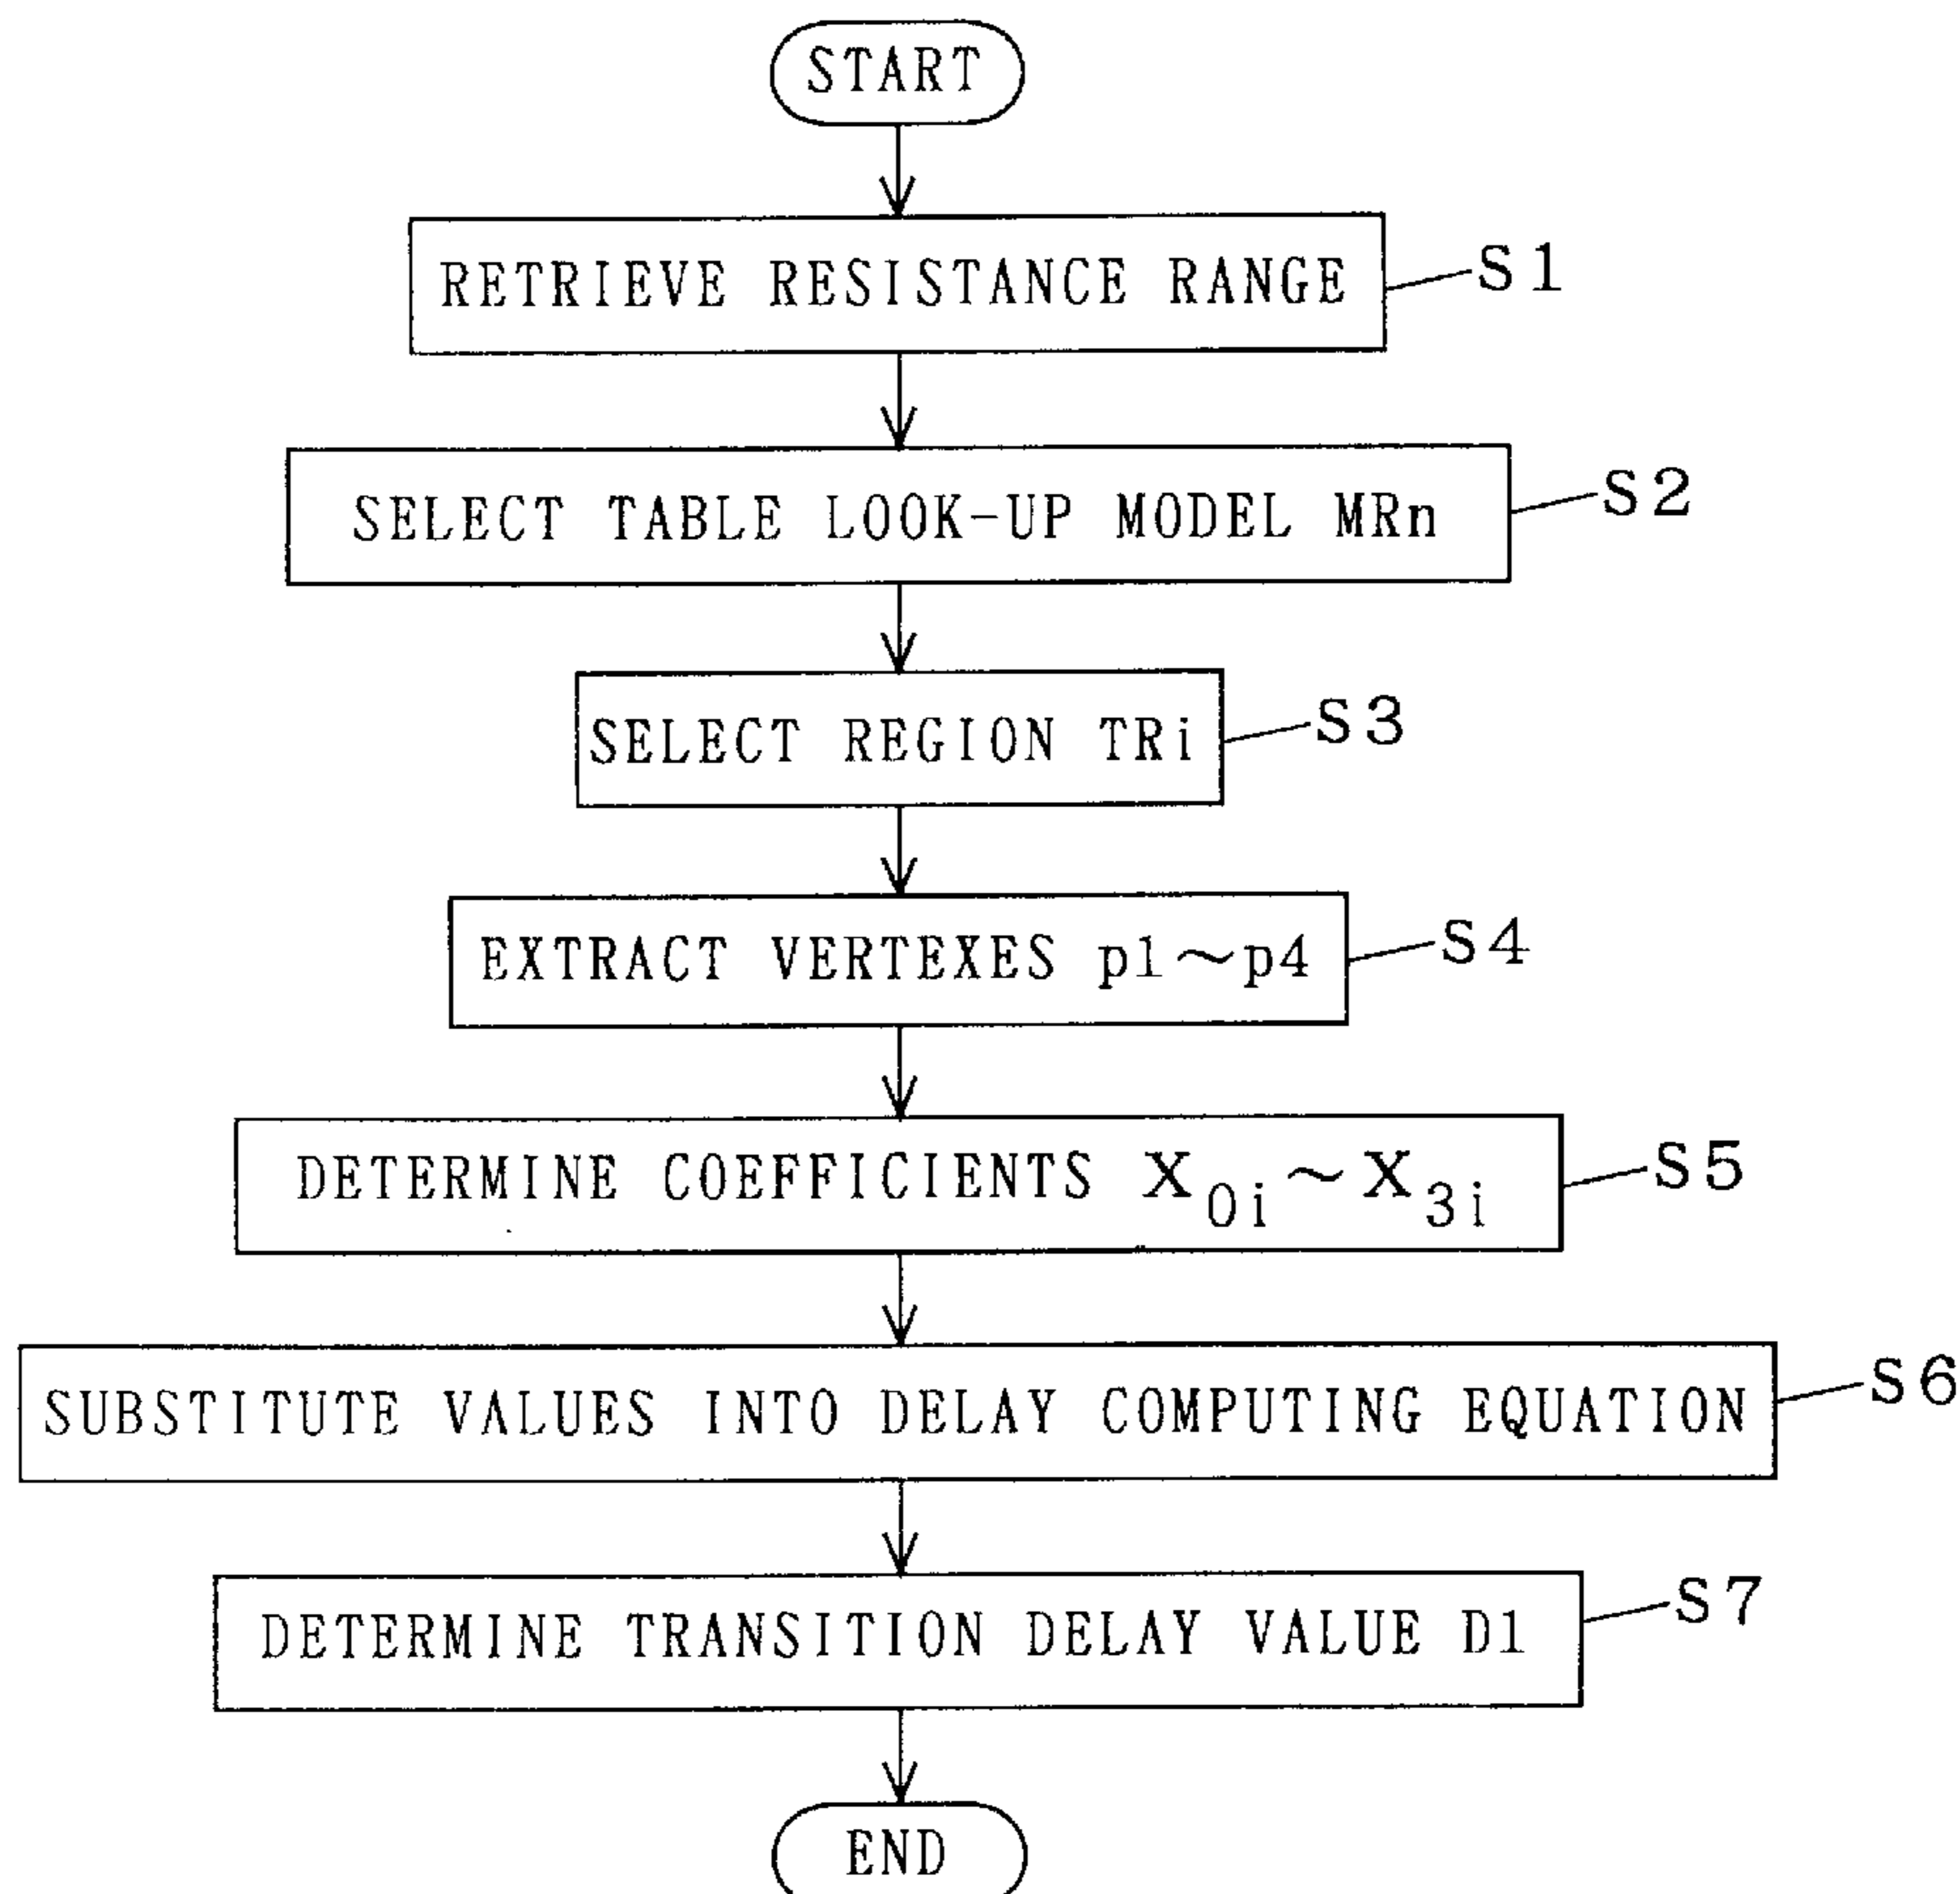 START
RETRIEVE RESISTANCE RANGE
S1
SELECT TABLE LOOK-UP MODEL MRn
S2
SELECT REGION TRi
S3
EXTRACT VERTEXES p1~p4
S4
DETERMINE COEFFICIENTS X0i~X3i
S5
SUBSTITUTE VALUES INTO DELAY COMPUTING EQUATION
S6
DETERMINE TRANSITION DELAY VALUE D1
S7
END